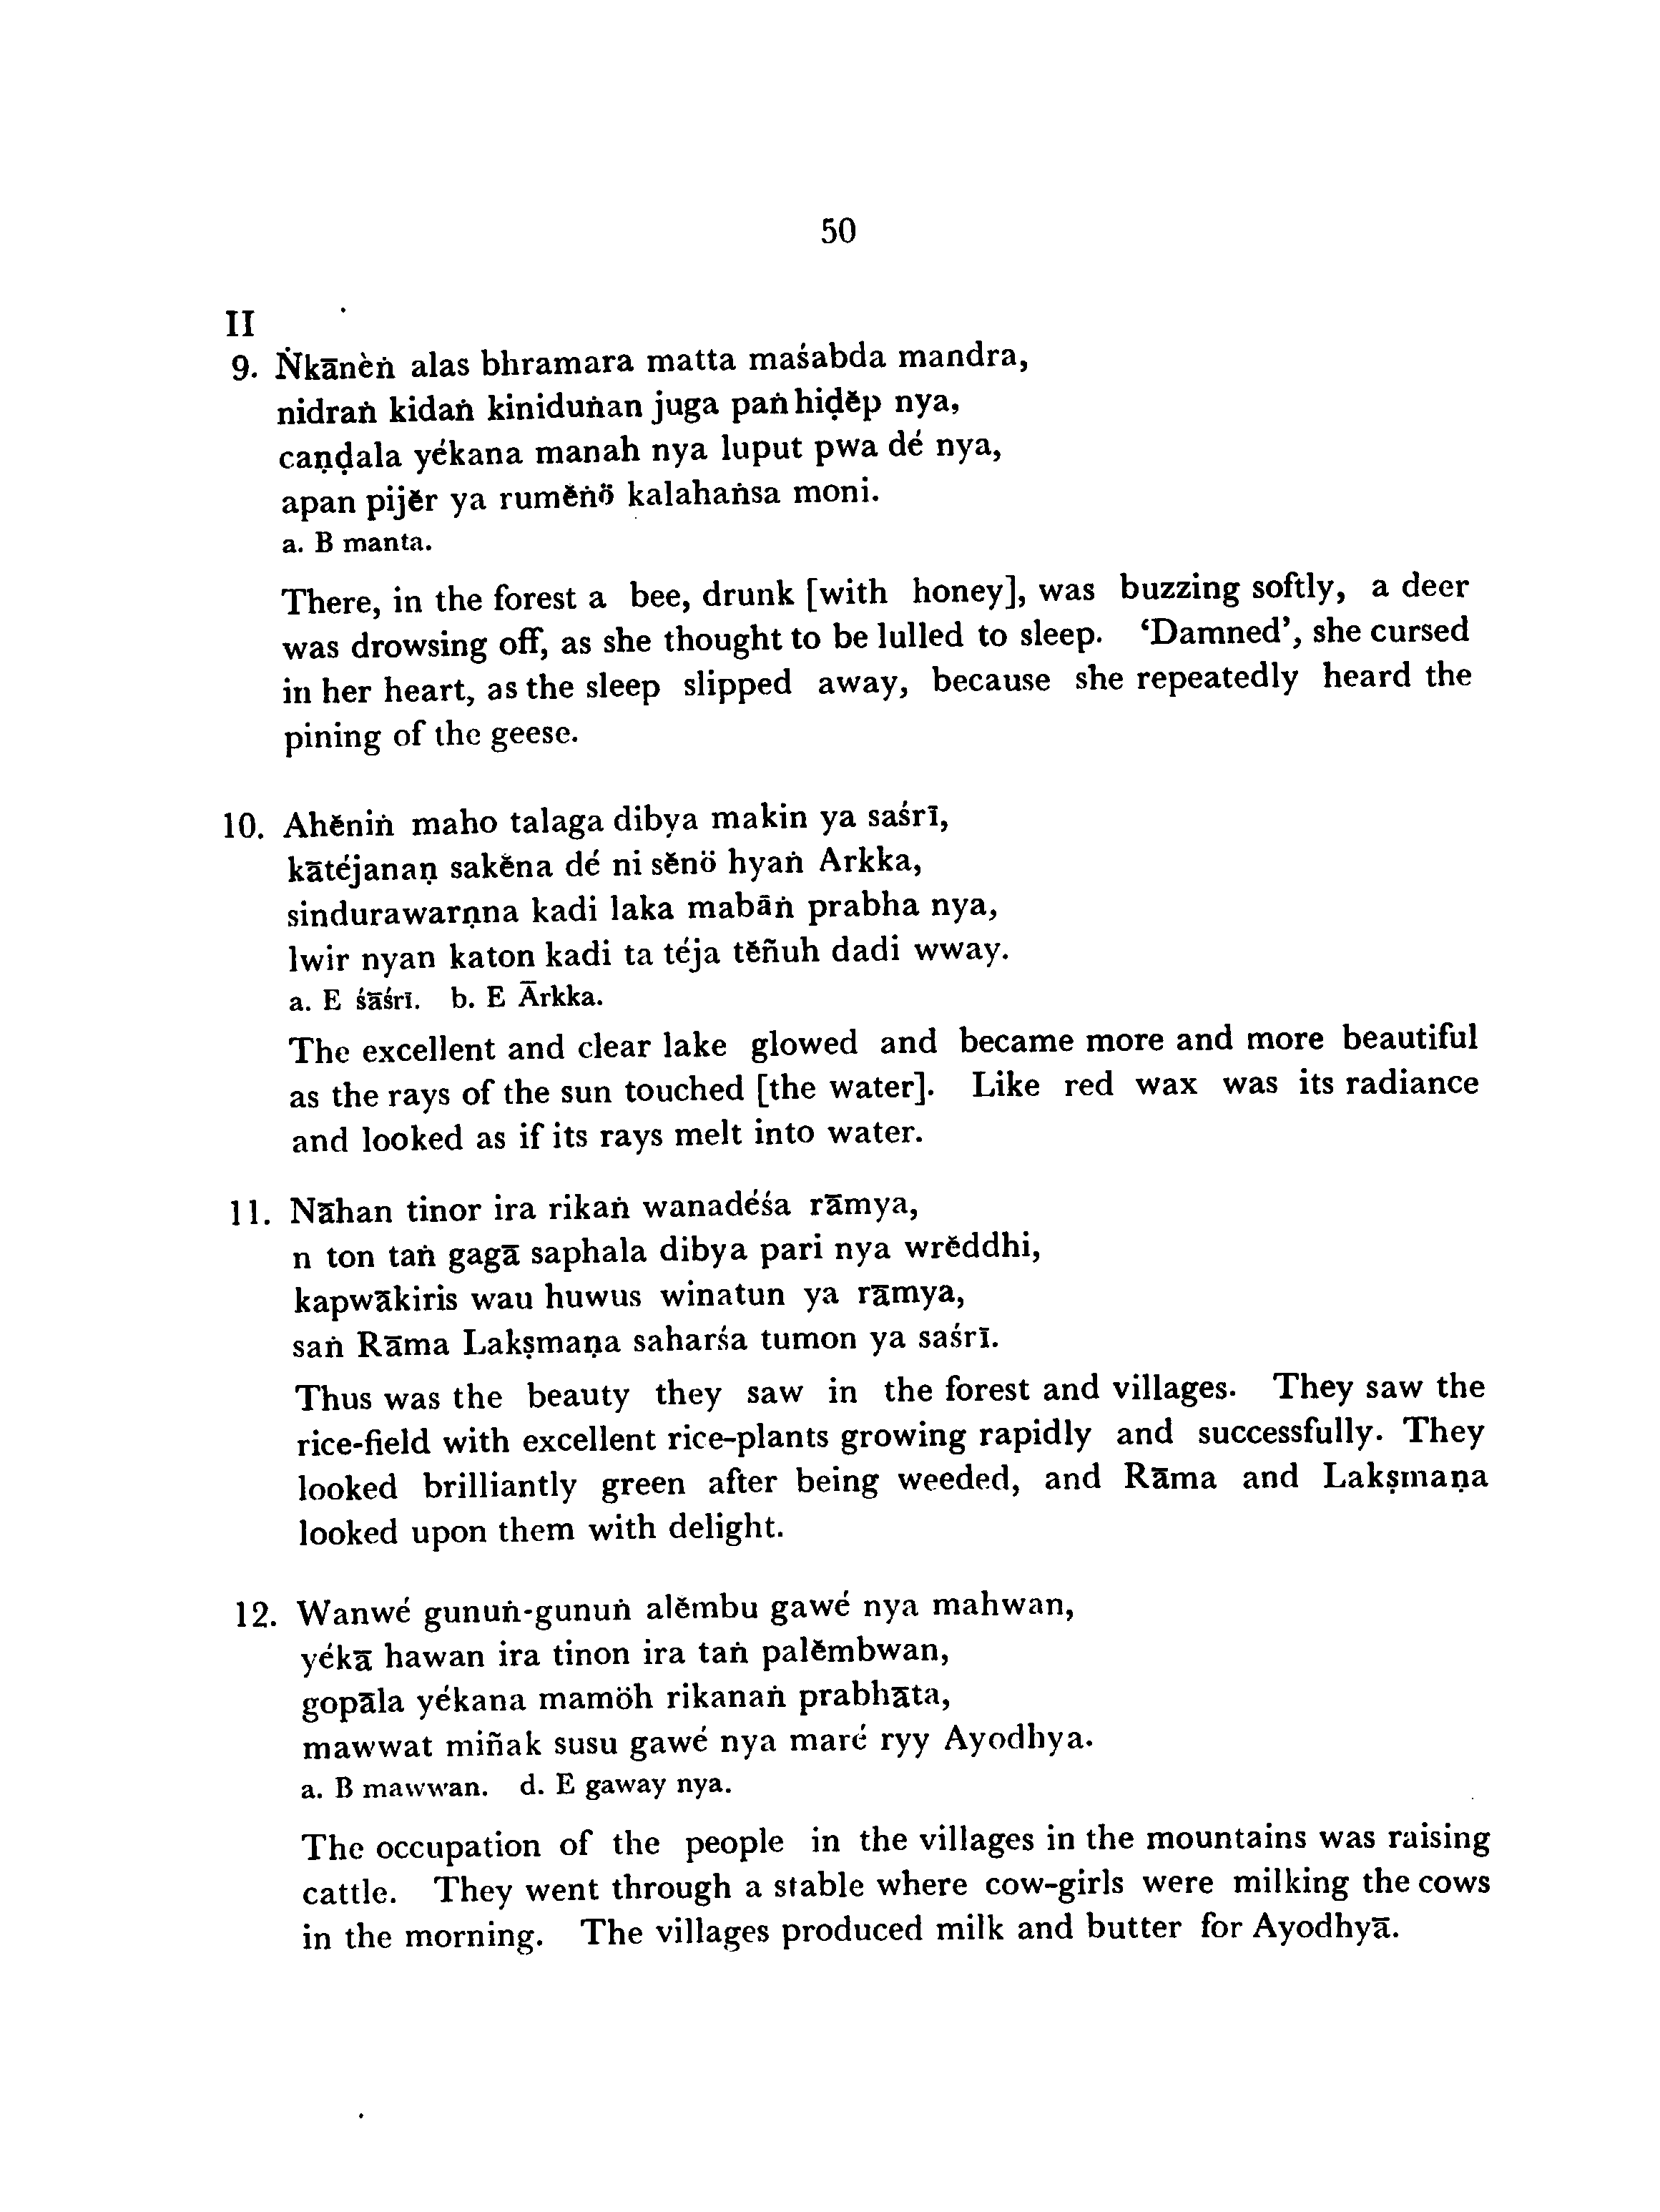 50
II
9. Ṅkānèṅ alas bhramara matta maśabda mandra,
nidraṅ kidaṅ kiniduṅan juga paṅhiḍĕp nya,
caṇḍala yékana manah nya luput pwa dé nya,
apan pijĕr ya rumĕṅö kalahaṅsa moni.
a. B manta.
There, in the forest a bee, drunk [with honey], was buzzing softly, a deer
was drowsing off, as she thought to be lulled to sleep. ‘Damned’, she cursed
in her heart, as the sleep slipped away, because she repeatedly heard the
pining of the geese.
10. Ahĕniṅ maho talaga dibya makin ya saśrī,
kātéjanaṇ sakĕna dé ni sĕnö hyaṅ Arkka,
sindurawarṇna kadi laka mabāṅ prabha nya,
lwir nyan katon kadi ta téja tĕñuh dadi wway.
a. E śāśrī. b. E Ārkka.
The excellent and clear lake glowed and became more and more beautiful
as the rays of the sun touched [the water]. Like red wax was its radiance
and looked as if its rays melt into water.
11. Nāhan tinor ira rikaṅ wanadéśa rāmya,
n ton taṅ gagā saphala dibya pari nya wrĕddhi,
kapwākiris wau huwus winatun ya rāmya,
saṅ Rāma Lakṣmaṇa saharśa tumon ya saśrī.
Thus was the beauty they saw in the forest and villages. They saw the
rice-field with excellent rice-plants growing rapidly and successfully. They
looked brilliantly green after being weeded, and Rāma and Lakṣmaṇa
looked upon them with delight.
12. Wanwé gunuṅ-gunuṅ alĕmbu gawé nya mahwan,
yékā hawan ira tinon ira taṅ palĕmbwan,
gopāla yékana mamöh rikanaṅ prabhāta,
mawwat miñak susu gawé nya maré ryy Ayodhya.
a. B mawwan. d. E gaway nya.
The occupation of the people in the villages in the mountains was raising
cattle. They went through a stable where cow-girls were milking the cows
in the morning. The villages produced milk and butter for Ayodhyā.